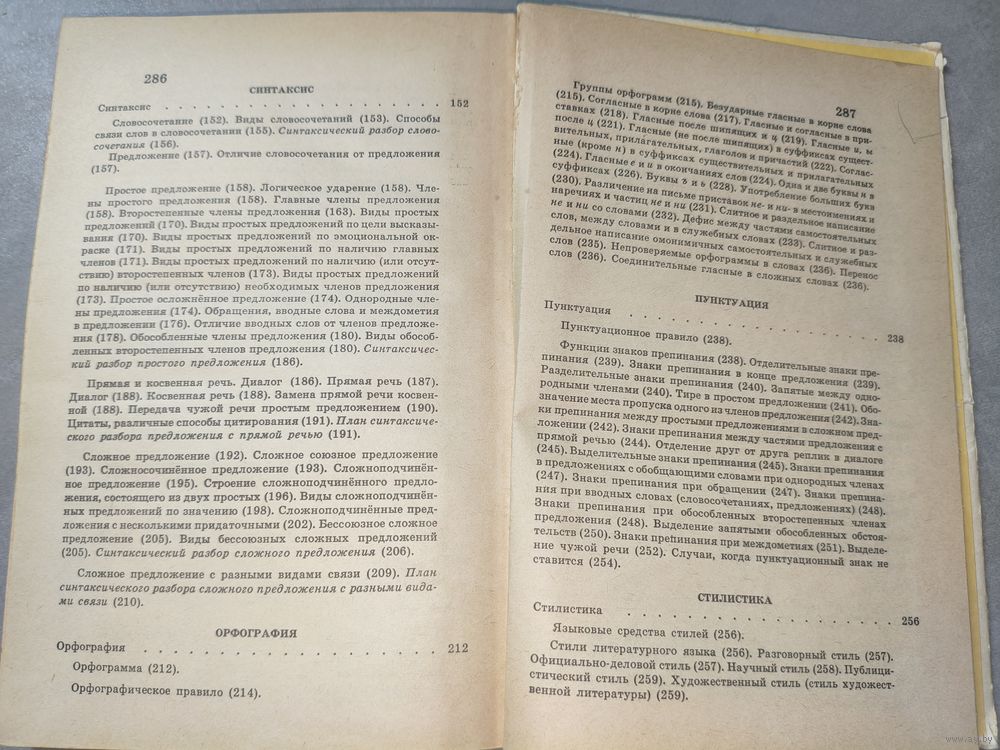 286
СИНТАКСИС
Синтаксис . . . . . . . . . . . . . . . . . . . 152
Словосочетание (152). Виды словосочетаний (153). Способы
связи слов в словосочетании (155). Синтаксический разбор слово-
сочетания (156).
Предложение (157). Отличие словосочетания от предложения
(157).
Простое предложение (158). Логическое ударение (158). Чле-
ны простого предложения (158). Главные члены предложения
(158). Второстепенные члены предложения (163). Виды простых
предложений (170). Виды простых предложений по цели высказы-
вания (170). Виды простых предложений по эмоциональной ок-
раске (171). Виды простых предложений по наличию главных
членов (171). Виды простых предложений по наличию (или отсут-
ствию) второстепенных членов (173). Виды простых предложений
по наличию (или отсутствию) необходимых членов предложения
(173). Простое осложнённое предложение (174). Однородные чле-
ны предложения (174). Обращения, вводные слова и междометия
в предложении (176). Отличие вводных слов от членов предложе-
ния (178). Обособленные члены предложения (180). Виды обособ-
ленных второстепенных членов предложения (180). Синтаксичес-
кий разбор простого предложения (186).
Прямая и косвенная речь. Диалог (186). Прямая речь (187).
Диалог (188). Косвенная речь (188). Замена прямой речи косвен-
ной (188). Передача чужой речи простым предложением (190).
Цитаты, различные способы цитирования (191). План синтаксиче-
ского разбора предложения с прямой речью (191).
Сложное предложение (192). Сложное союзное предложение
(193). Сложносочинённое предложение (193). Сложноподчинён-
ное предложение (195). Строение сложноподчинённого предло-
жения, состоящего из двух простых (196). Виды сложноподчинён-
ных предложений по значению (198). Сложноподчинённые пред-
ложения с несколькими придаточными (202). Бессоюзное сложное
предложение (205). Виды бессоюзных сложных предложений
(205). Синтаксический разбор сложного предложения (206).
Сложное предложение с разными видами связи (209). План
синтаксического разбора сложного предложения с разными вида-
ми связи (210).
ОРФОГРАФИЯ
Орфография . . . . . . . . . . . . . . . . . . . 212
Орфограмма (212).
Орфографическое правило (214).
287
Группы орфограмм (215). Безударные гласные в корне слова
(215). Согласные в корне слова (217). Гласные и согласные в при-
ставках (218). Гласные после шипящих и ц (219). Гласные и, ы
после ц (221). Гласные (не после шипящих) в суффиксах сущест-
вительных, прилагательных, глаголов и причастий (222). Соглас-
ные (кроме н) в суффиксах существительных и прилагательных
(224). Гласные е и и в окончаниях слов (224). Одна и две буквы н в
суффиксах (226). Буквы ъ и ь (228). Употребление больших букв
(230). Различение на письме приставок не- и ни- в местоимениях и
наречиях и частиц не и ни (231). Слитное и раздельное написание
не и ни со словами (232). Дефис между частями самостоятельных
слов, между словами и в служебных словах (233). Слитное и раз-
дельное написание омонимичных самостоятельных и служебных
слов (235). Непроверяемые орфограммы в словах (236). Перенос
слов (236). Соединительные гласные в сложных словах (236).
ПУНКТУАЦИЯ
Пунктуация . . . . . . . . . . . . . . . . . . . 238
Пунктуационное правило (238).
Функции знаков препинания (238). Отделительные знаки пре-
пинания (239). Знаки препинания в конце предложения (239).
Разделительные знаки препинания (240). Запятые между одно-
родными членами (240). Тире в простом предложении (241). Обо-
значение места пропуска одного из членов предложения (242). Зна-
ки препинания между простыми предложениями в сложном пред-
ложении (242). Знаки препинания между частями предложения с
прямой речью (244). Отделение друг от друга реплик в диалоге
(245). Выделительные знаки препинания (245). Знаки препинания
в предложениях с обобщающими словами при однородных членах
(247). Знаки препинания при обращении (247). Знаки препина-
ния при вводных словах (словосочетаниях, предложениях) (248).
Знаки препинания при обособленных второстепенных членах
предложения (248). Выделение запятыми обособленных обстоя-
тельств (250). Знаки препинания при междометиях (251). Выделе-
ние чужой речи (252). Случаи, когда пунктуационный знак не
ставится (254).
СТИЛИСТИКА
Стилистика . . . . . . . . . . . . . . . . . . . 256
Языковые средства стилей (256).
Стили литературного языка (256). Разговорный стиль (257).
Официально-деловой стиль (257). Научный стиль (258). Публици-
стический стиль (259). Художественный стиль (стиль художест-
венной литературы) (259).
www.ay.by